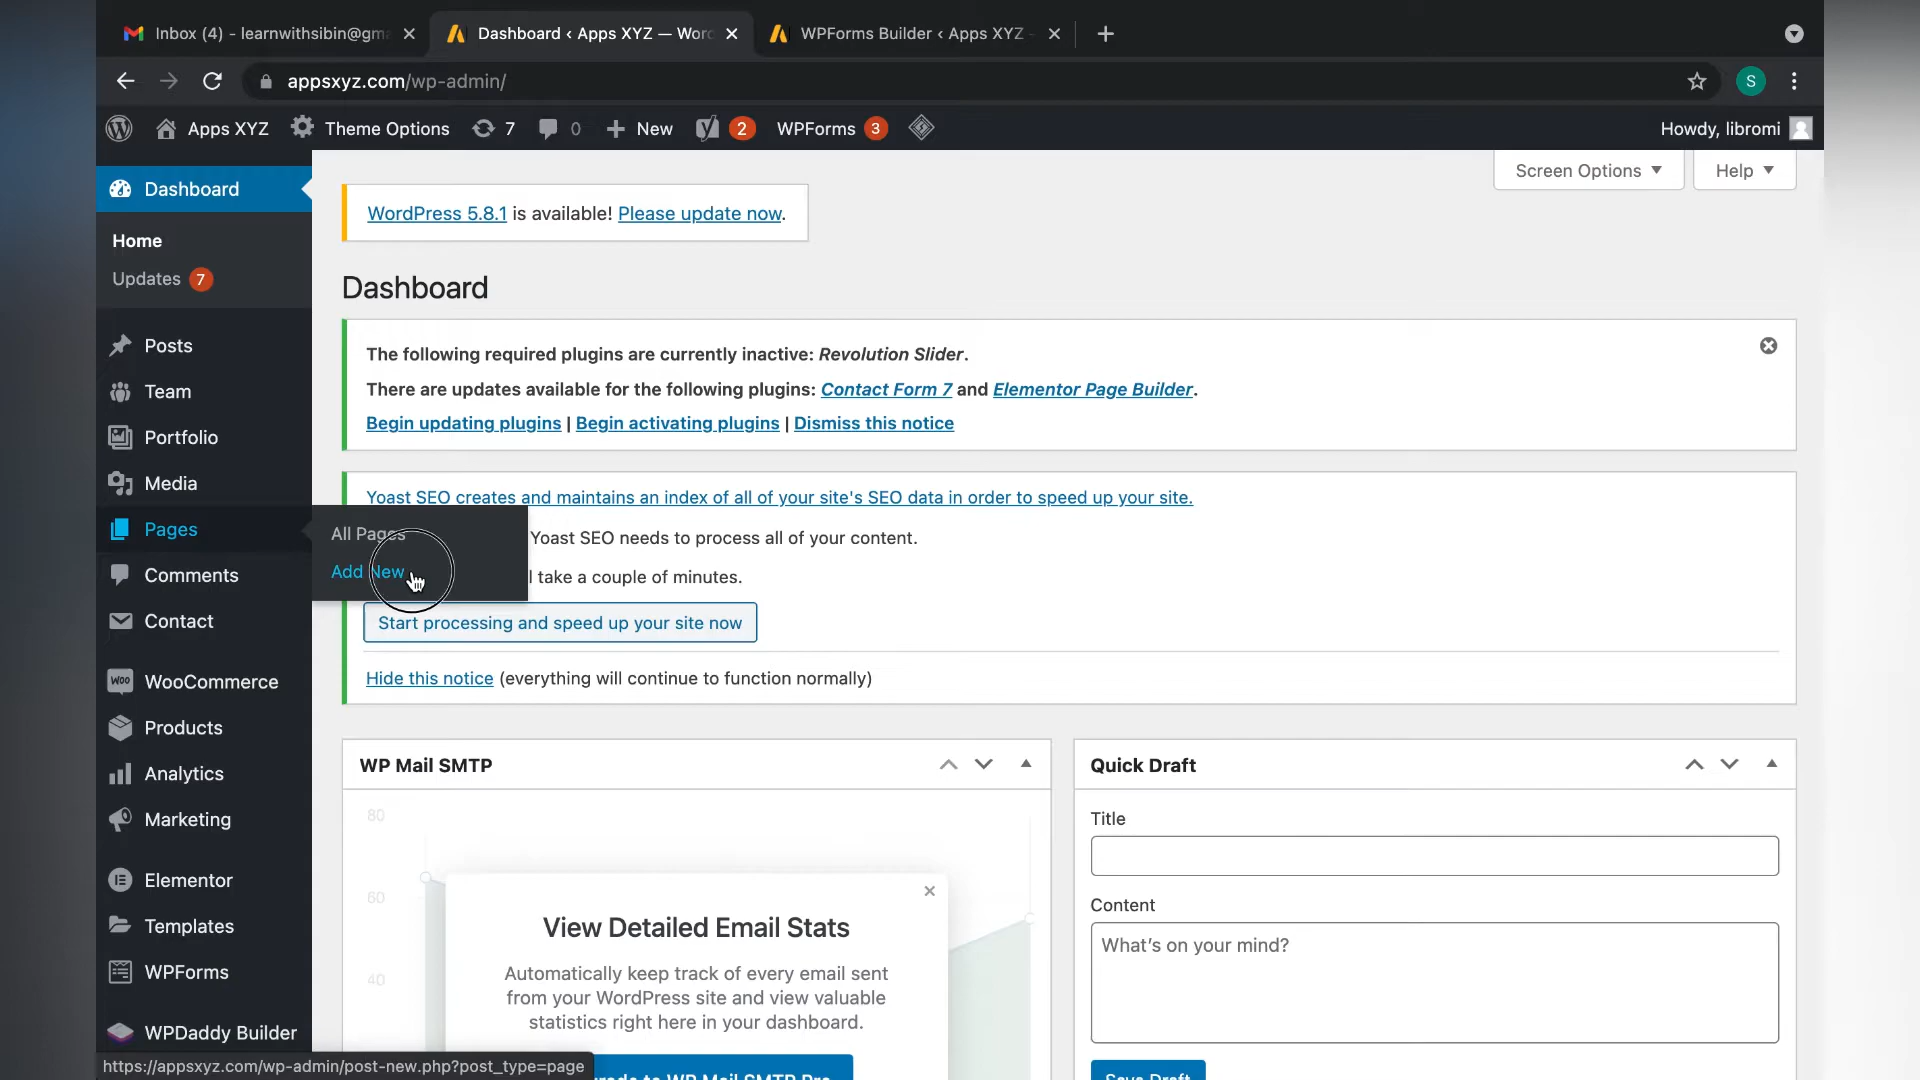 Inbox (4) - learnwithsibin@gm
Dashboard ‹ Apps XYZ — Word
WPForms Builder ‹ Apps XYZ -
appsxyz.com/wp-admin/
S
Apps XYZ
Theme Options
7
0
New
2
WPForms 3
Howdy, libromi
Screen Options
Help
Dashboard
Home
Updates 7
Posts
Team
Portfolio
Media
Pages
Comments
Contact
WooCommerce
Products
Analytics
Marketing
Elementor
Templates
WPForms
WPDaddy Builder
All Pages
Add New
WordPress 5.8.1 is available! Please update now.
Dashboard
The following required plugins are currently inactive: Revolution Slider.
There are updates available for the following plugins: Contact Form 7 and Elementor Page Builder.
Begin updating plugins | Begin activating plugins | Dismiss this notice
Yoast SEO creates and maintains an index of all of your site's SEO data in order to speed up your site.
Yoast SEO needs to process all of your content.
take a couple of minutes.
Start processing and speed up your site now
Hide this notice (everything will continue to function normally)
WP Mail SMTP
80
60
40
View Detailed Email Stats
Automatically keep track of every email sent
from your WordPress site and view valuable
statistics right here in your dashboard.
to WP Mail SMTP Pro
Quick Draft
Title
Content
What's on your mind?
Save Draft
https://appsxyz.com/wp-admin/post-new.php?post_type=page